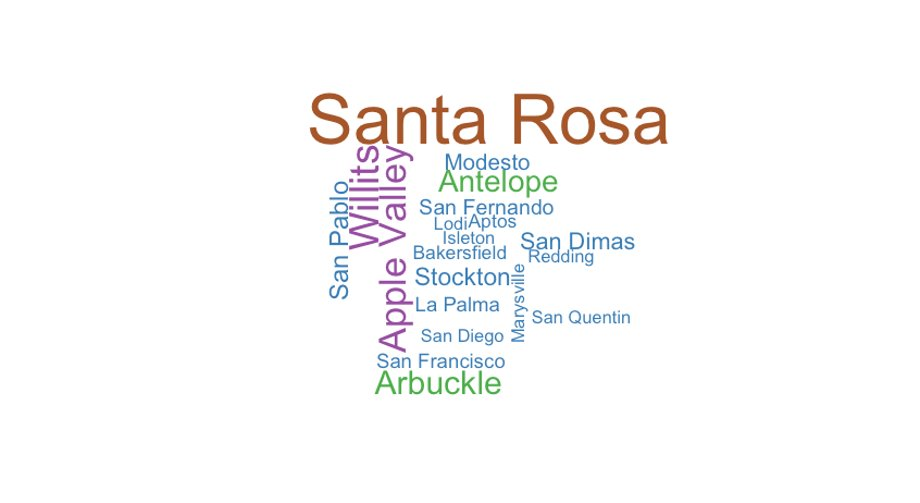 Santa Rosa
Willits
Apple Valley
San Pablo
Modesto
Antelope
San Fernando
Lodi
Aptos
Isleton
San Dimas
Bakersfield
Redding
Stockton
Marysville
La Palma
San Quentin
San Diego
San Francisco
Arbuckle